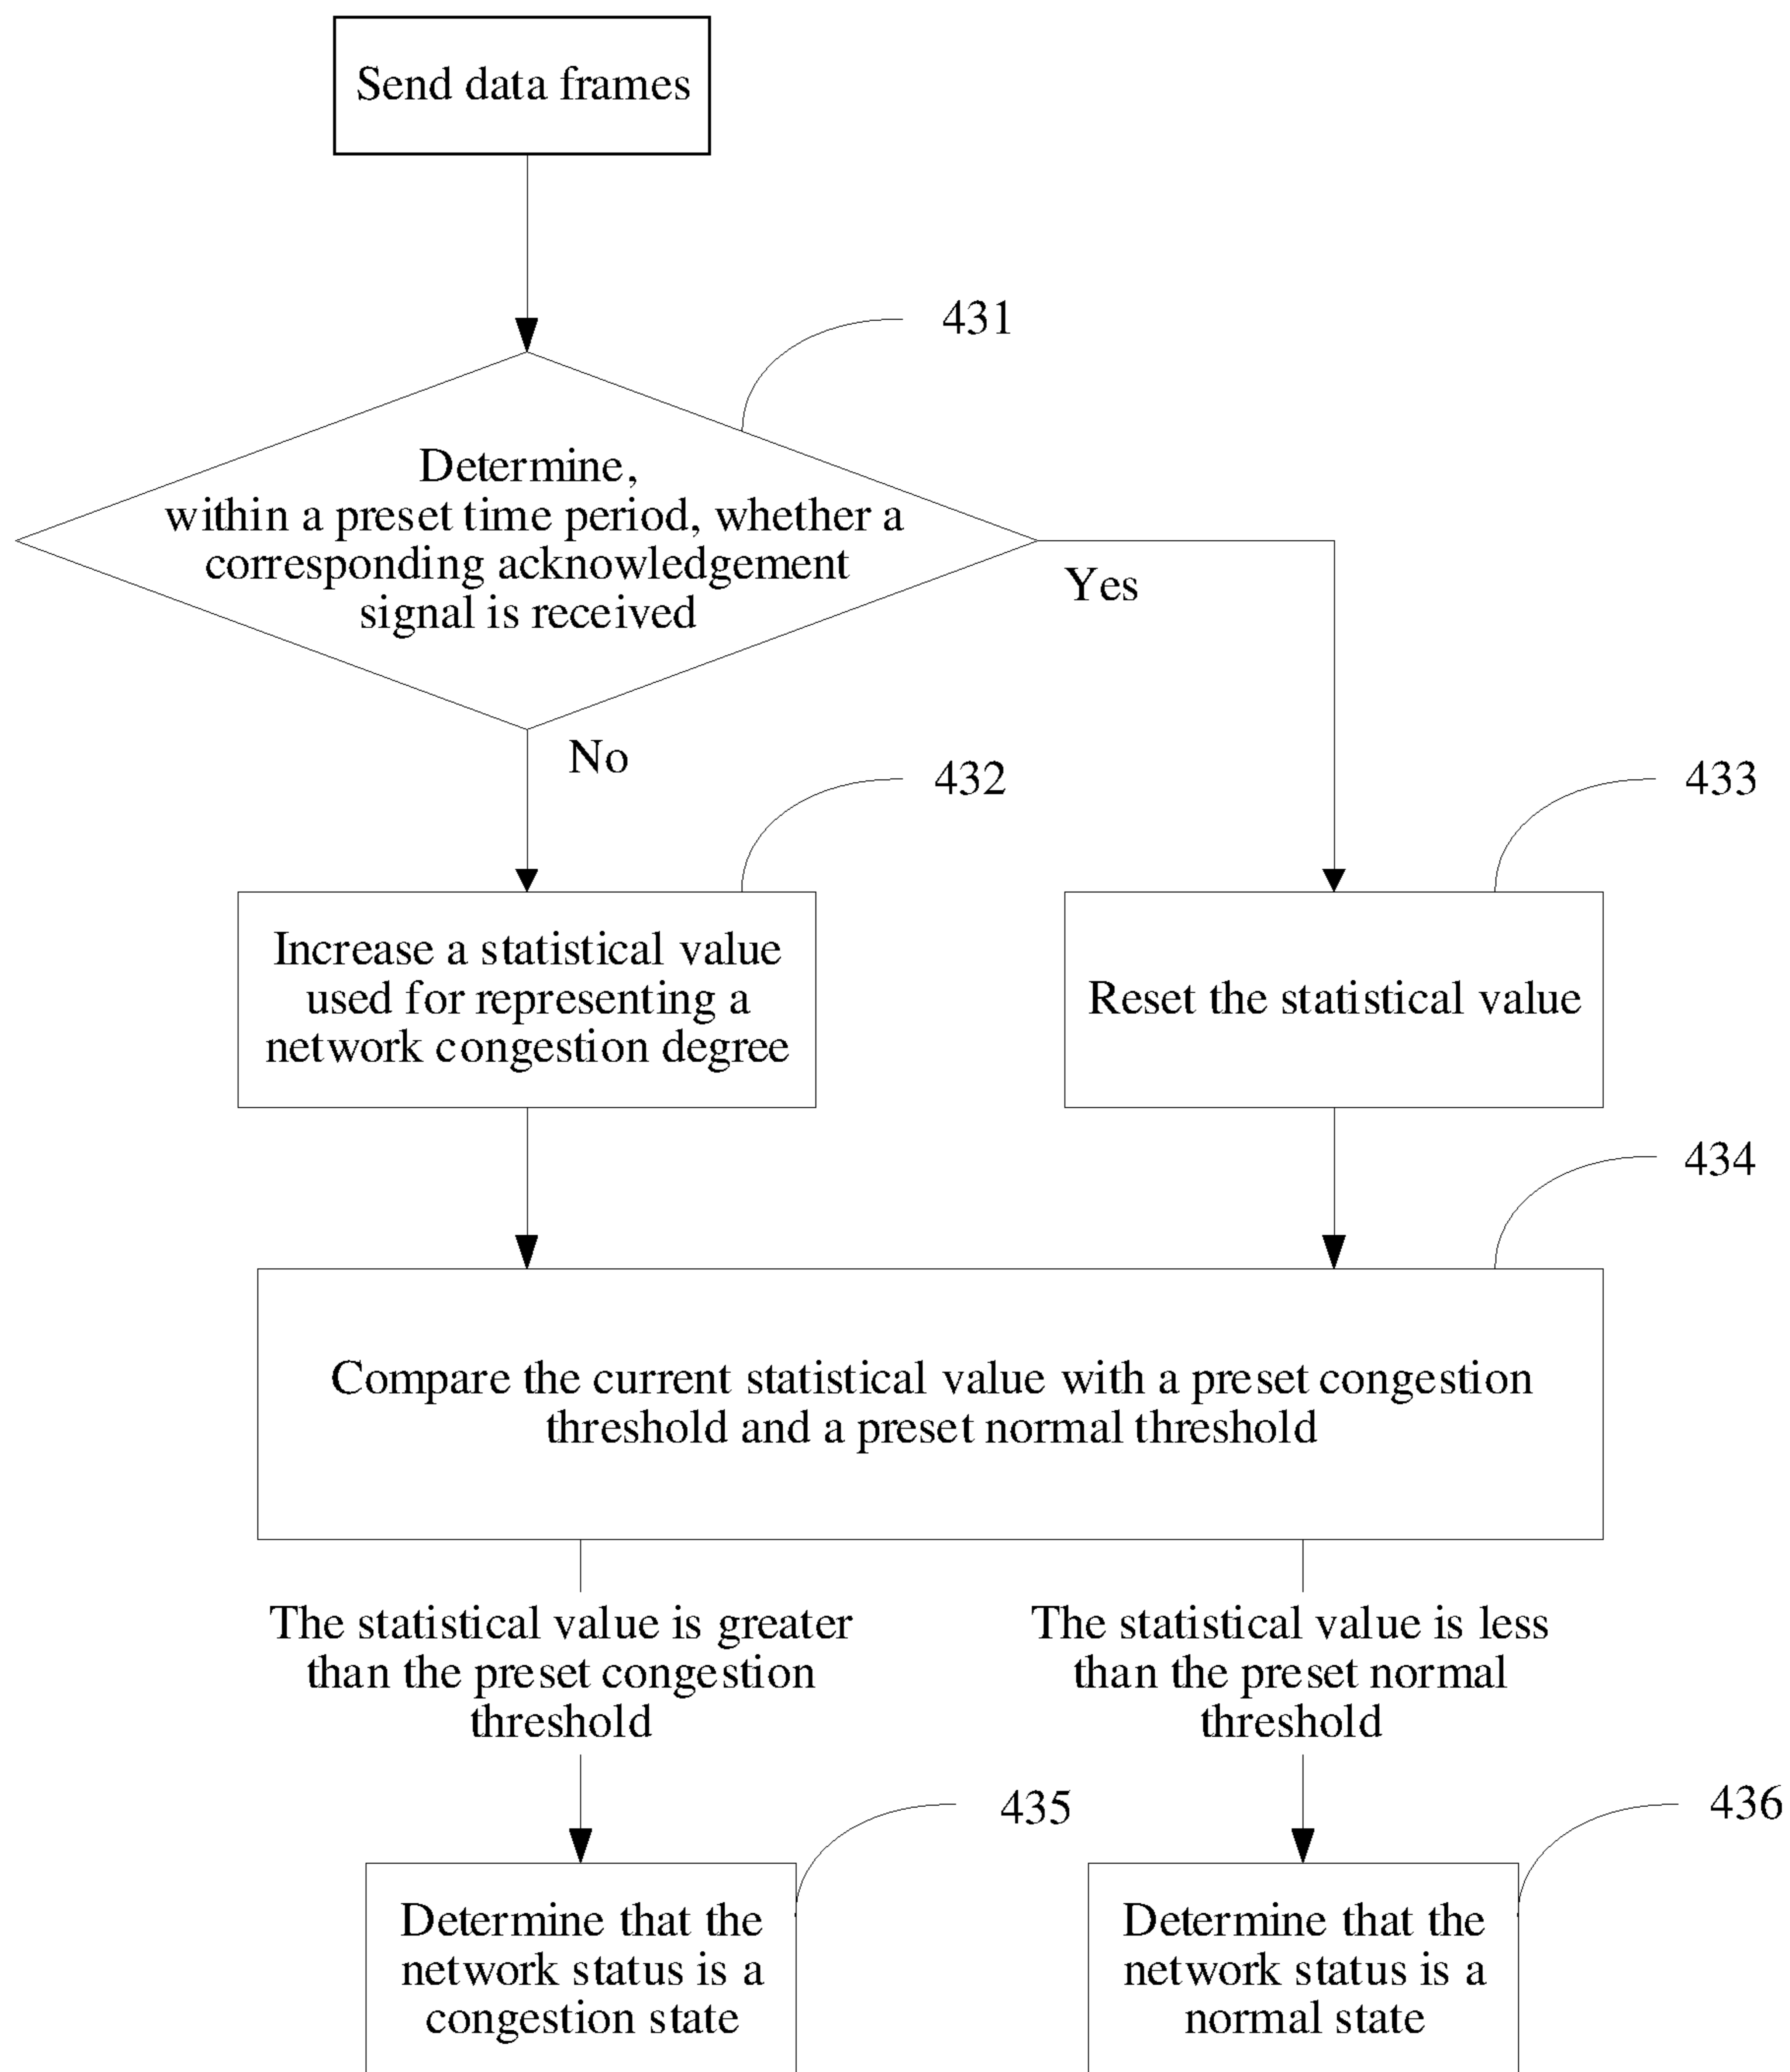 Send data frames
431
Determine,
within a preset time period, whether a
corresponding acknowledgement
signal is received
Yes
No
432
433
Increase a statistical value
used for representing a
network congestion degree
Reset the statistical value
434
Compare the current statistical value with a preset congestion
threshold and a preset normal threshold
The statistical value is greater
than the preset congestion
threshold
The statistical value is less
than the preset normal
threshold
435
436
Determine that the
network status is a
congestion state
Determine that the
network status is a
normal state